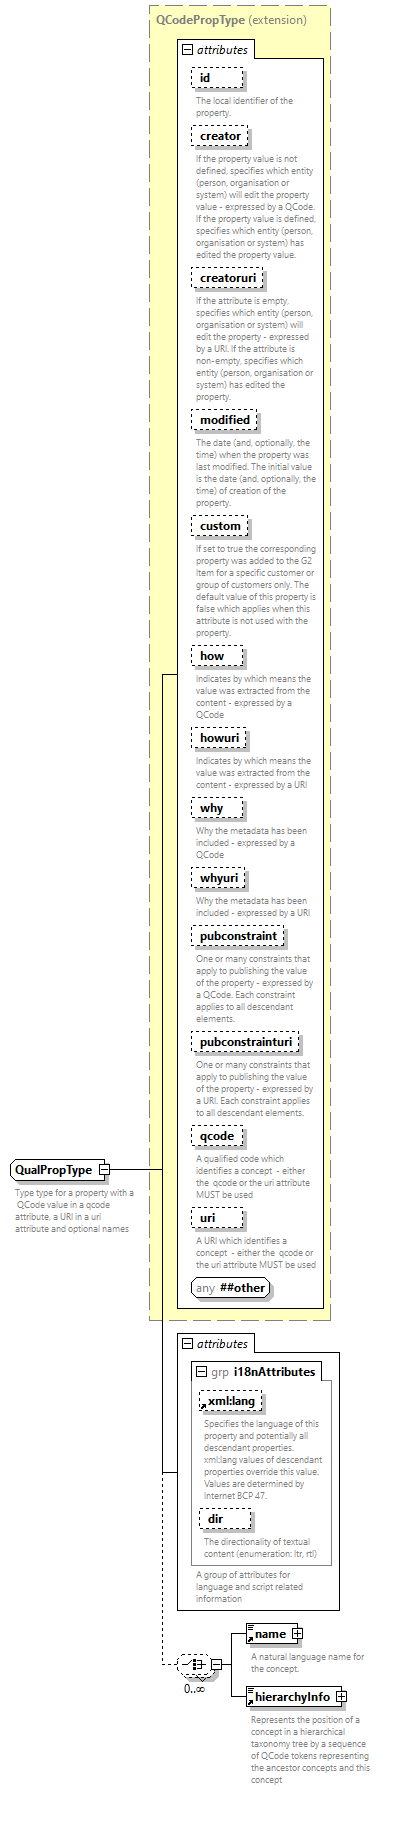 QCodePropType (extension)
attributes
id
The local identifier of the
property.
creator
If the property value is not
defined, specifies which entity
(person, organisation or
system) will edit the property
value - expressed by a QCode.
If the property value is defined,
specifies which entity (person,
organisation or system) has
edited the property value.
creatoruri
If the attribute is empty,
specifies which entity (person,
organisation or system) will
edit the property - expressed
by a URI. If the attribute is
non-empty, specifies which
entity (person, organisation or
system) has edited the
property.
modified
The date (and, optionally, the
time) when the property was
last modified. The initial value
is the date (and, optionally, the
time) of creation of the
property.
custom
If set to true the corresponding
property was added to the G2
Item for a specific customer or
group of customers only. The
default value of this property is
false which applies when this
attribute is not used with the
property.
how
Indicates by which means the
value was extracted from the
content - expressed by a
QCode
howuri
Indicates by which means the
value was extracted from the
content - expressed by a URI
why
Why the metadata has been
included - expressed by a
QCode
whyuri
Why the metadata has been
included - expressed by a URI
pubconstraint
One or many constraints that
apply to publishing the value
of the property - expressed by
a QCode. Each constraint
applies to all descendant
elements.
pubconstrainturi
One or many constraints that
apply to publishing the value
of the property - expressed by
a URI. Each constraint applies
to all descendant elements.
qcode
A qualified code which
identifies a concept - either
the qcode or the uri attribute
MUST be used
uri
A URI which identifies a
concept - either the qcode or
the uri attribute MUST be used
any ##other
QualPropType
Type type for a property with a
QCode value in a qcode
attribute, a URI in a uri
attribute and optional names
attributes
grp i18nAttributes
xml:lang
Specifies the language of this
property and potentially all
descendant properties.
xml:lang values of descendant
properties override this value.
Values are determined by
Internet BCP 47.
dir
The directionality of textual
content (enumeration: ltr, rtl)
A group of attributes for
language and script related
information
0..∞
name
A natural language name for
the concept.
hierarchyInfo
Represents the position of a
concept in a hierarchical
taxonomy tree by a sequence
of QCode tokens representing
the ancestor concepts and this
concept